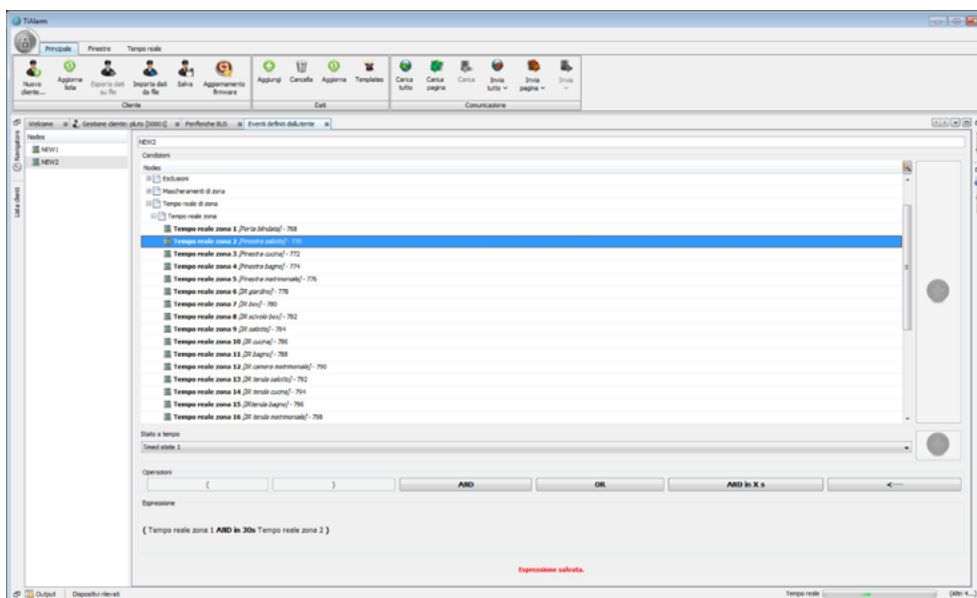 TiAlarm
Principale Finestre Tempo reale
Nuovo cliente... Aggiorna lista Esporta dati su file Importa dati da file Salva Aggiornamento firmware Aggiungi Cancella Aggiorna Templates Carica tutto Carica pagina Carica Invia tutto Invia pagina Invia
Cliente Dati Comunicazione
Welcome Gestione cliente: pluto [00001] Periferiche BUS Eventi definiti dall'utente
Navigatore
Lista clienti
Nodes
NEW1
NEW2
NEW2
Condizioni
Nodes
Esclusioni
Mascheramenti di zona
Tempo reale di zona
Tempo reale zona
Tempo reale zona 1 [Porta blindata] - 768
Tempo reale zona 2 [Finestra salotto] - 770
Tempo reale zona 3 [Finestra cucina] - 772
Tempo reale zona 4 [Finestra bagno] - 774
Tempo reale zona 5 [Finestra matrimoniale] - 776
Tempo reale zona 6 [IR giardino] - 778
Tempo reale zona 7 [IR box] - 780
Tempo reale zona 8 [IR scivolo box] - 782
Tempo reale zona 9 [IR salotto] - 784
Tempo reale zona 10 [IR cucina] - 786
Tempo reale zona 11 [IR bagno] - 788
Tempo reale zona 12 [IR camera matrimoniale] - 790
Tempo reale zona 13 [IR tenda salotto] - 792
Tempo reale zona 14 [IR tenda cucina] - 794
Tempo reale zona 15 [IRtenda bagno] - 796
Tempo reale zona 16 [IR tenda matrimoniale] - 798
Stato a tempo
Timed state 1
Operazioni
( ) AND OR AND in X s <----
Espressione
( Tempo reale zona 1 AND in 30s Tempo reale zona 2 )
Espressione salvata.
Output Dispositivi rilevati Tempo reale (Altri 4...)